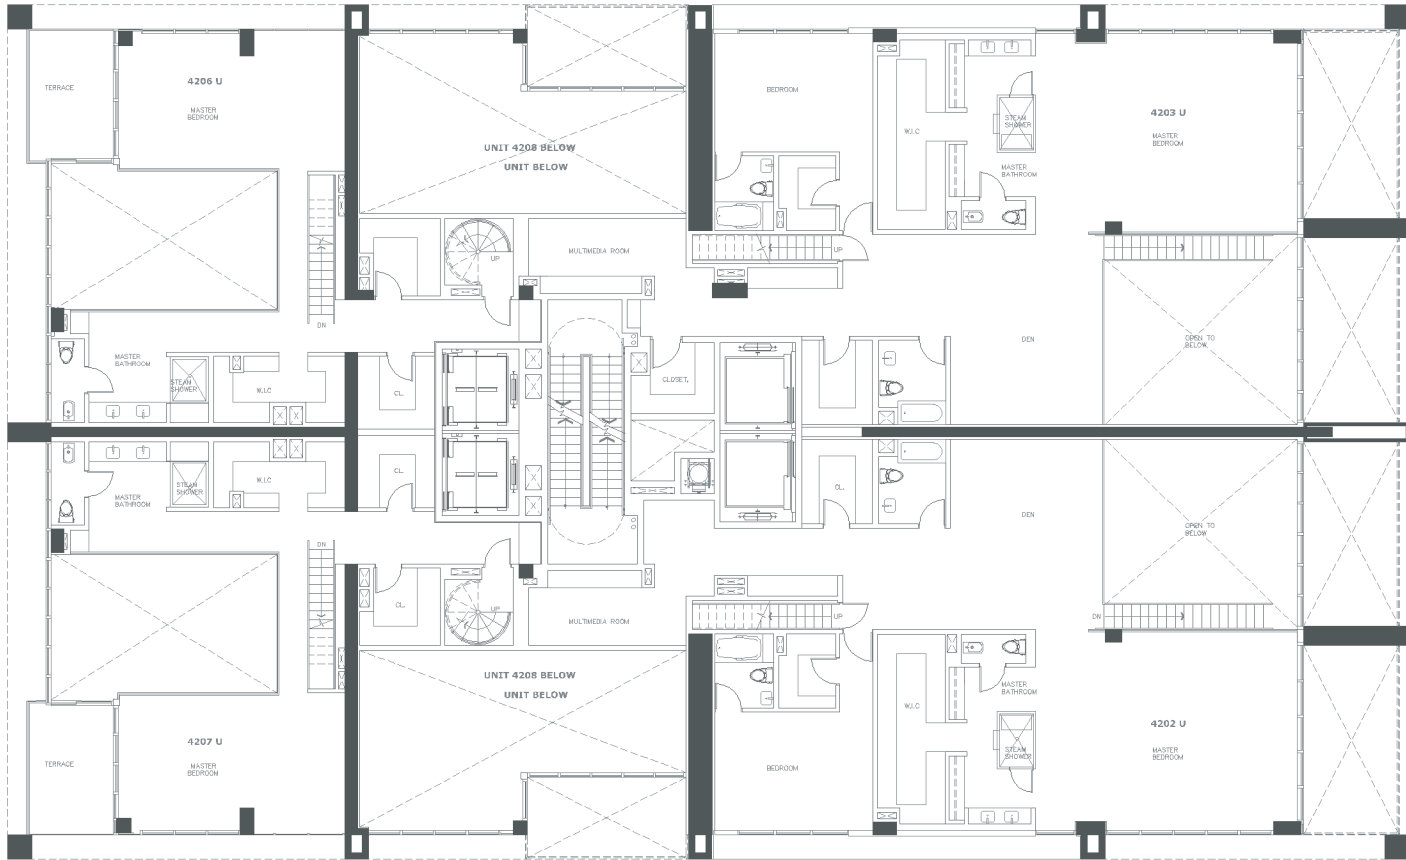 4206 U
TERRACE
MASTER
BEDROOM
BEDROOM
4203 U
STEAM
SHOWER
W.I.C
MASTER
BEDROOM
UNIT 4208 BELOW
UNIT BELOW
MASTER
BATHROOM
MULTIMEDIA ROOM
UP
UP
DN
DEN
OPEN TO
BELOW
MASTER
BATHROOM
STEAM
SHOWER
W.I.C
CL.
CLOSET.
STEAM
SHOWER
W.I.C
CL.
CL.
MASTER
BATHROOM
DEN
OPEN TO
BELOW
DN
CL.
UP
UP
DN
MULTIMEDIA ROOM
UNIT 4208 BELOW
UNIT BELOW
MASTER
BATHROOM
W.I.C
4202 U
4207 U
TERRACE
MASTER
BEDROOM
BEDROOM
STEAM
SHOWER
MASTER
BEDROOM